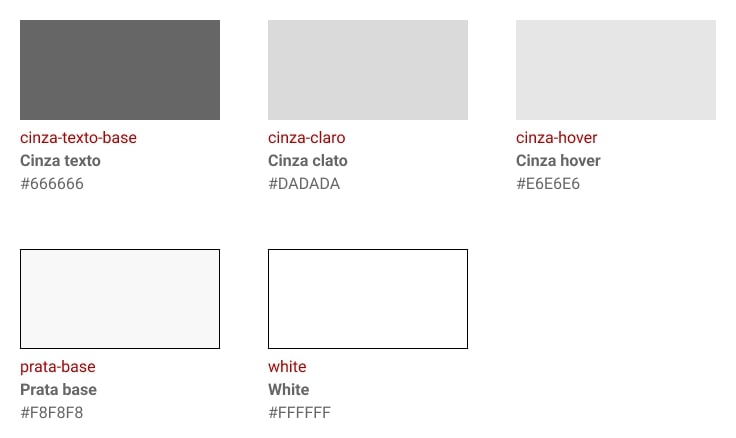 cinza-texto-base
Cinza texto
#666666
cinza-claro
Cinza clato
#DADADA
cinza-hover
Cinza hover
#E6E6E6
prata-base
Prata base
#F8F8F8
white
White
#FFFFFF